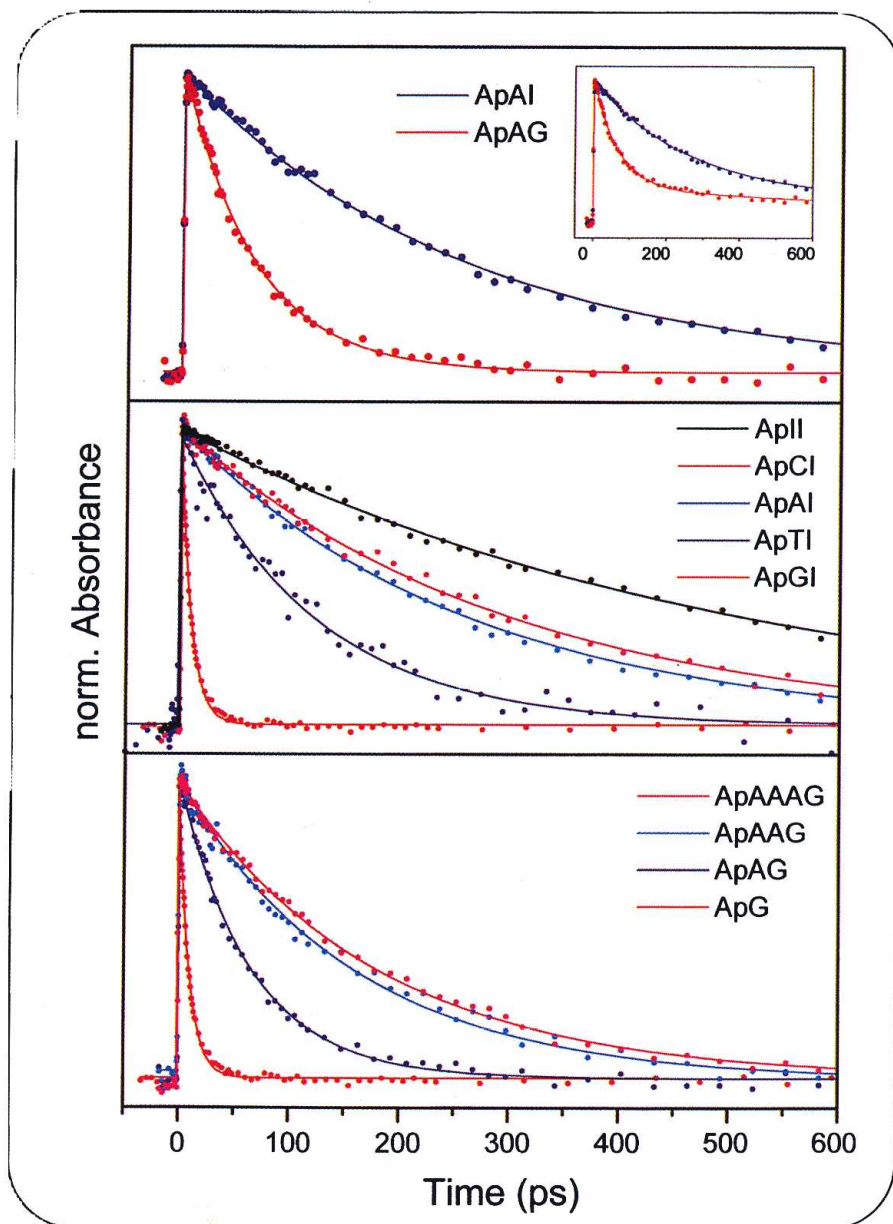 ApAI
ApAG
0 200 400 600
ApII
ApCI
ApAI
ApTI
ApGI
norm. Absorbance
ApAAAG
ApAAG
ApAG
ApG
0 100 200 300 400 500 600
Time (ps)